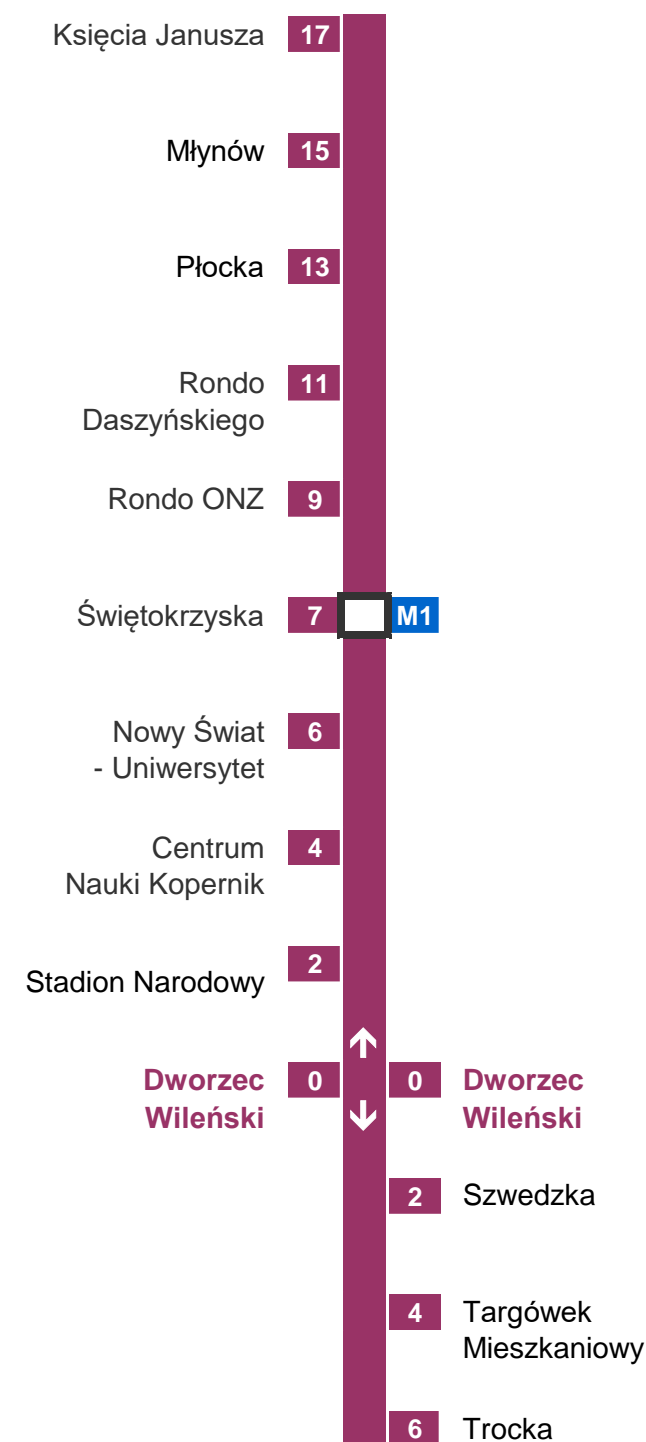 Księcia Janusza 17
Młynów 15
Płocka 13
Rondo 11
Daszyńskiego
Rondo ONZ 9
Świętokrzyska 7 M1
Nowy Świat 6
- Uniwersytet
Centrum 4
Nauki Kopernik
Stadion Narodowy 2
Dworzec 0 0 Dworzec
Wileński Wileński
2 Szwedzka
4 Targówek
Mieszkaniowy
6 Trocka